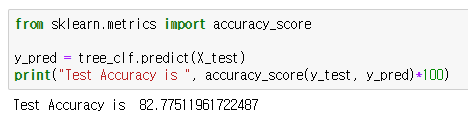 from sklearn.metrics import accuracy_score
y_pred = tree_clf.predict(X_test)
print("Test Accuracy is ", accuracy_score(y_test, y_pred)*100)
Test Accuracy is  82.77511961722487